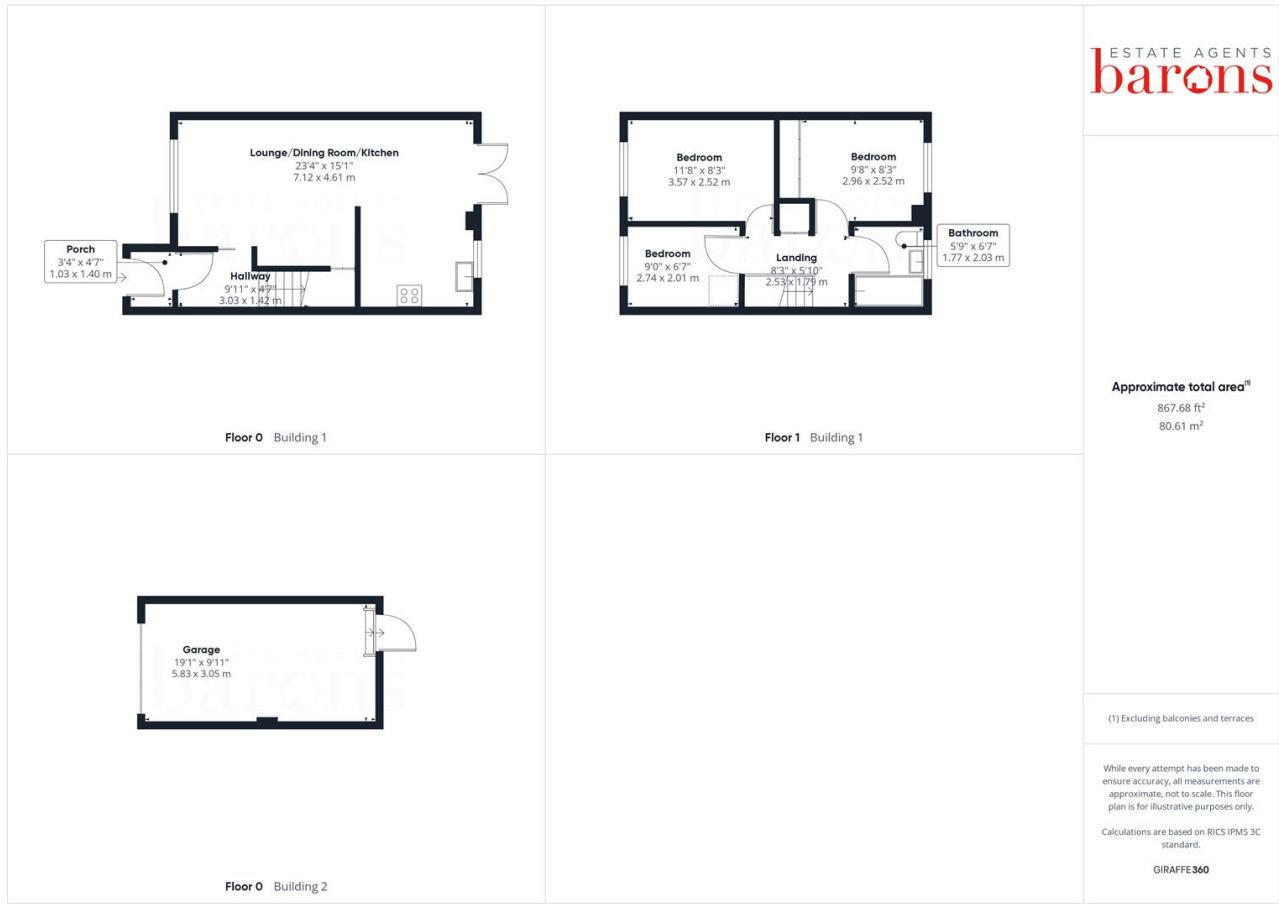 Lounge/Dining Room/Kitchen
23'4" x 15'1"
7.12 x 4.61 m
Porch
3'4" x 4'7"
1.03 x 1.40 m
Hallway
9'11" x 4'7"
3.03 x 1.42 m
Floor 0 Building 1
Bedroom
11'8" x 8'3"
3.57 x 2.52 m
Bedroom
9'8" x 8'3"
2.96 x 2.52 m
Bedroom
9'0" x 6'7"
2.74 x 2.01 m
Landing
8'3" x 5'10"
2.53 x 1.79 m
Bathroom
5'9" x 6'7"
1.77 x 2.03 m
Floor 1 Building 1
Garage
19'1" x 9'11"
5.83 x 3.05 m
Floor 0 Building 2
ESTATE AGENTS
barons
Approximate total area(1)
867.68 ft²
80.61 m²
(1) Excluding balconies and terraces
While every attempt has been made to
ensure accuracy, all measurements are
approximate, not to scale. This floor
plan is for illustrative purposes only.
Calculations are based on RICS IPMS 3C
standard.
GIRAFFE360